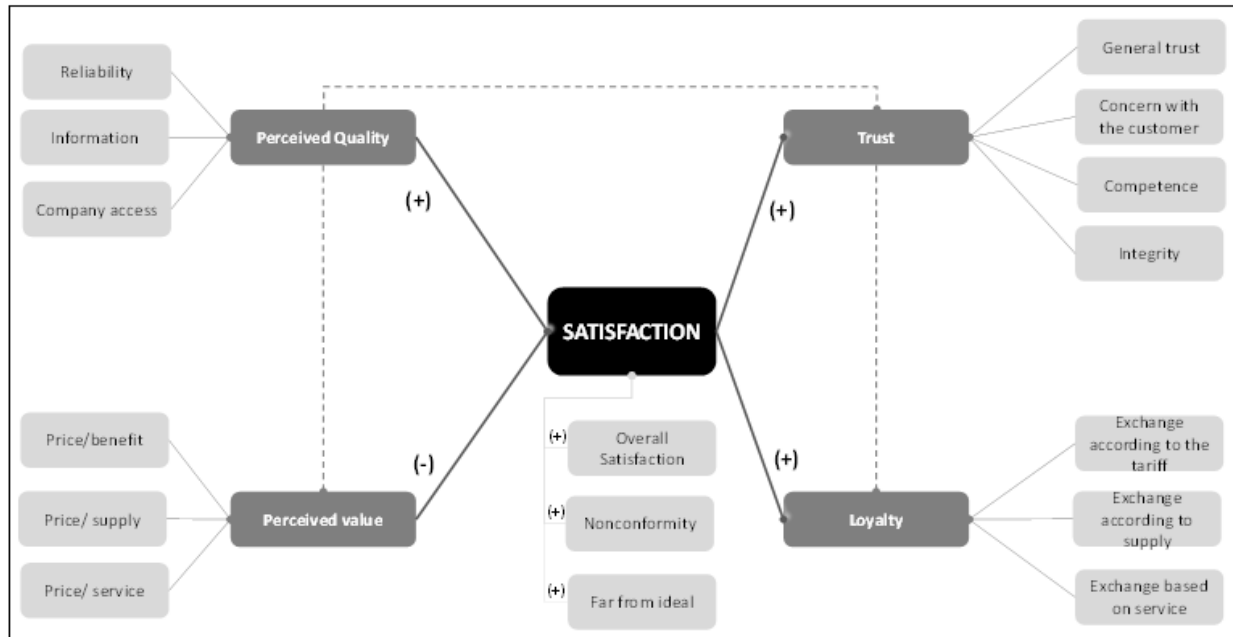 Reliability
Information
Company access
Perceived Quality
(+)
General trust
Concern with
the customer
Competence
Integrity
Trust
(+)
SATISFACTION
(+)
Overall
Satisfaction
(+)
Nonconformity
(+)
Far from ideal
Price/benefit
Price/ supply
Price/ service
Perceived value
(-)
Exchange
according to the
tariff
Exchange
according to
supply
Exchange based
on service
Loyalty
(+)